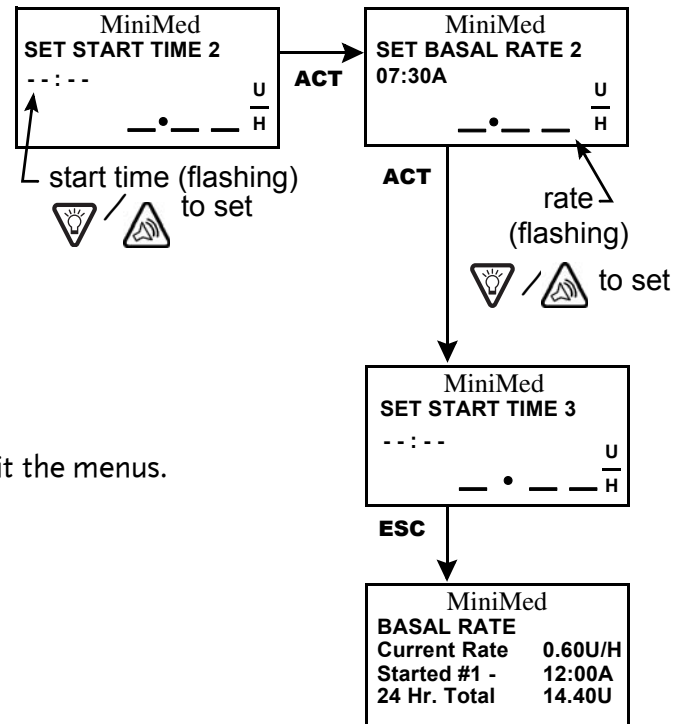 MiniMed
SET START TIME 2
--:--
U
H
_._ _
ACT
MiniMed
SET BASAL RATE 2
07:30A
U
H
_._ _
start time (flashing)
/ to set
ACT
rate
(flashing)
/ to set
MiniMed
SET START TIME 3
--:--
U
H
_ . _ _
it the menus.
ESC
MiniMed
BASAL RATE
Current Rate 0.60U/H
Started #1 - 12:00A
24 Hr. Total 14.40U